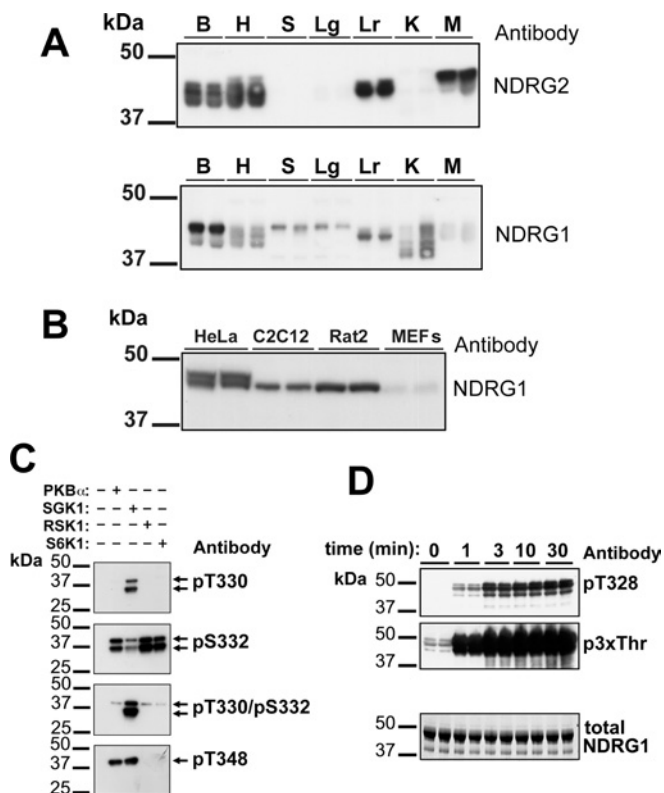 A
kDa B H S Lg Lr K M Antibody
50
NDRG2
37
B H S Lg Lr K M
50
NDRG1
37
B
kDa HeLa C2C12 Rat2 MEFs Antibody
50
NDRG1
37
C
PKBα: – + – – –
SGK1: – – + – –
RSK1: – – – + –
S6K1: – – – – +
kDa Antibody
50
37 pT330
25
50
37 pS332
25
50
37 pT330/pS332
25
50
37 pT348
25
D
time (min): 0 1 3 10 30 Antibody
kDa 50 pT328
37
50 p3xThr
37
50 total
NDRG1
37